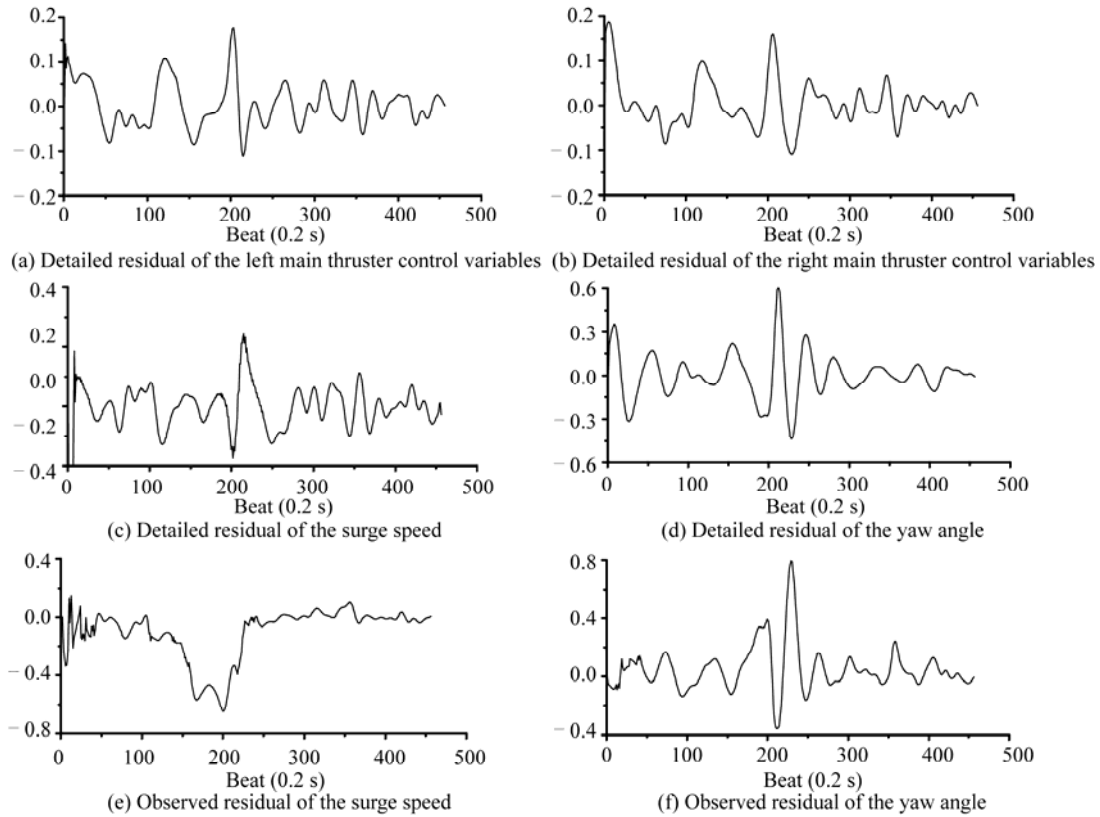 0.2
0.1
0.0
− 0.1
− 0.2
0 100 200 300 400 500
Beat (0.2 s)
(a) Detailed residual of the left main thruster control variables
0.2
0.1
0.0
− 0.1
− 0.2
0 100 200 300 400 500
Beat (0.2 s)
(b) Detailed residual of the right main thruster control variables
0.4
0.2
0.0
− 0.2
− 0.4
0 100 200 300 400 500
Beat (0.2 s)
(c) Detailed residual of the surge speed
0.6
0.3
0.0
− 0.3
− 0.6
0 100 200 300 400 500
Beat (0.2 s)
(d) Detailed residual of the yaw angle
0.4
0.0
− 0.4
− 0.8
0 100 200 300 400 500
Beat (0.2 s)
(e) Observed residual of the surge speed
0.8
0.4
0.0
− 0.4
0 100 200 300 400 500
Beat (0.2 s)
(f) Observed residual of the yaw angle